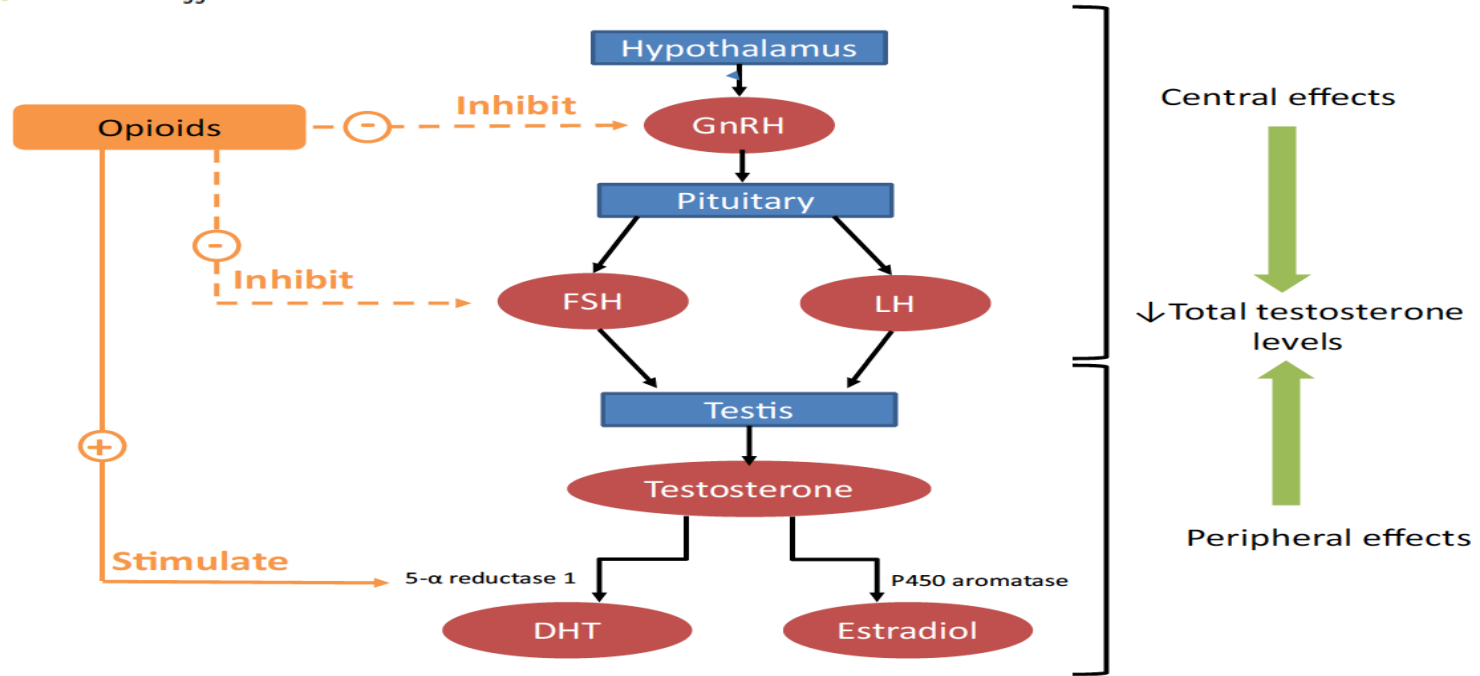 Hypothalamus
Central effects
Inhibit
GnRH
Opioids
-
Pituitary
-
Inhibit
FSH
LH
↓Total testosterone
levels
Testis
+
Testosterone
Peripheral effects
Stimulate
5-α reductase 1
P450 aromatase
DHT
Estradiol